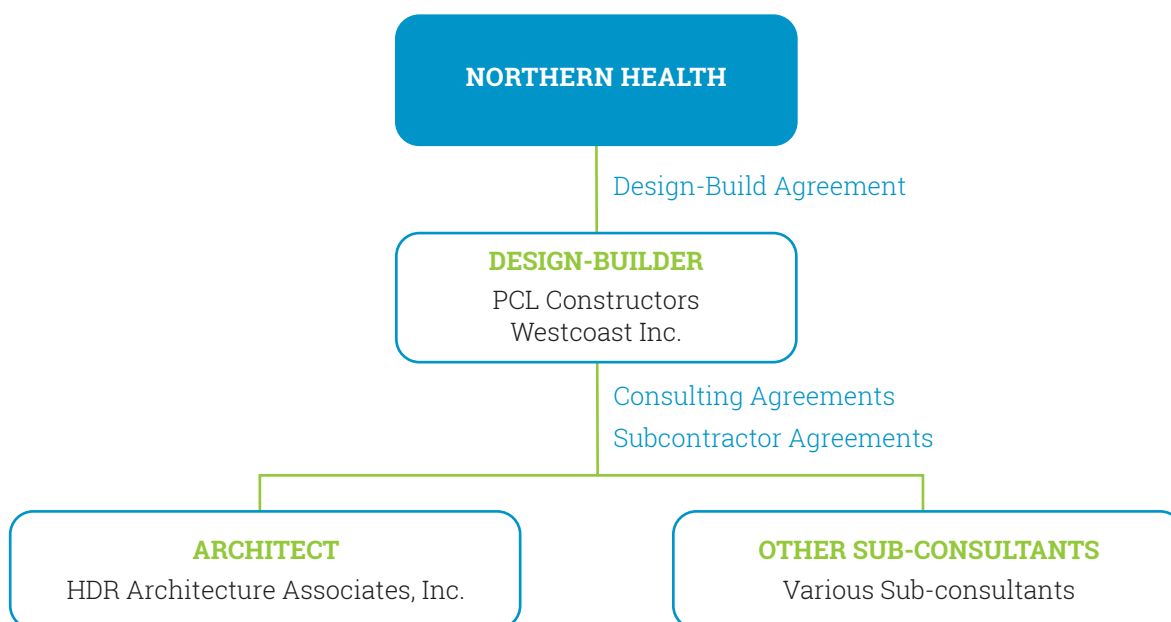 NORTHERN HEALTH
Design-Build Agreement
DESIGN-BUILDER
PCL Constructors
Westcoast Inc.
Consulting Agreements
Subcontractor Agreements
ARCHITECT
HDR Architecture Associates, Inc.
OTHER SUB-CONSULTANTS
Various Sub-consultants